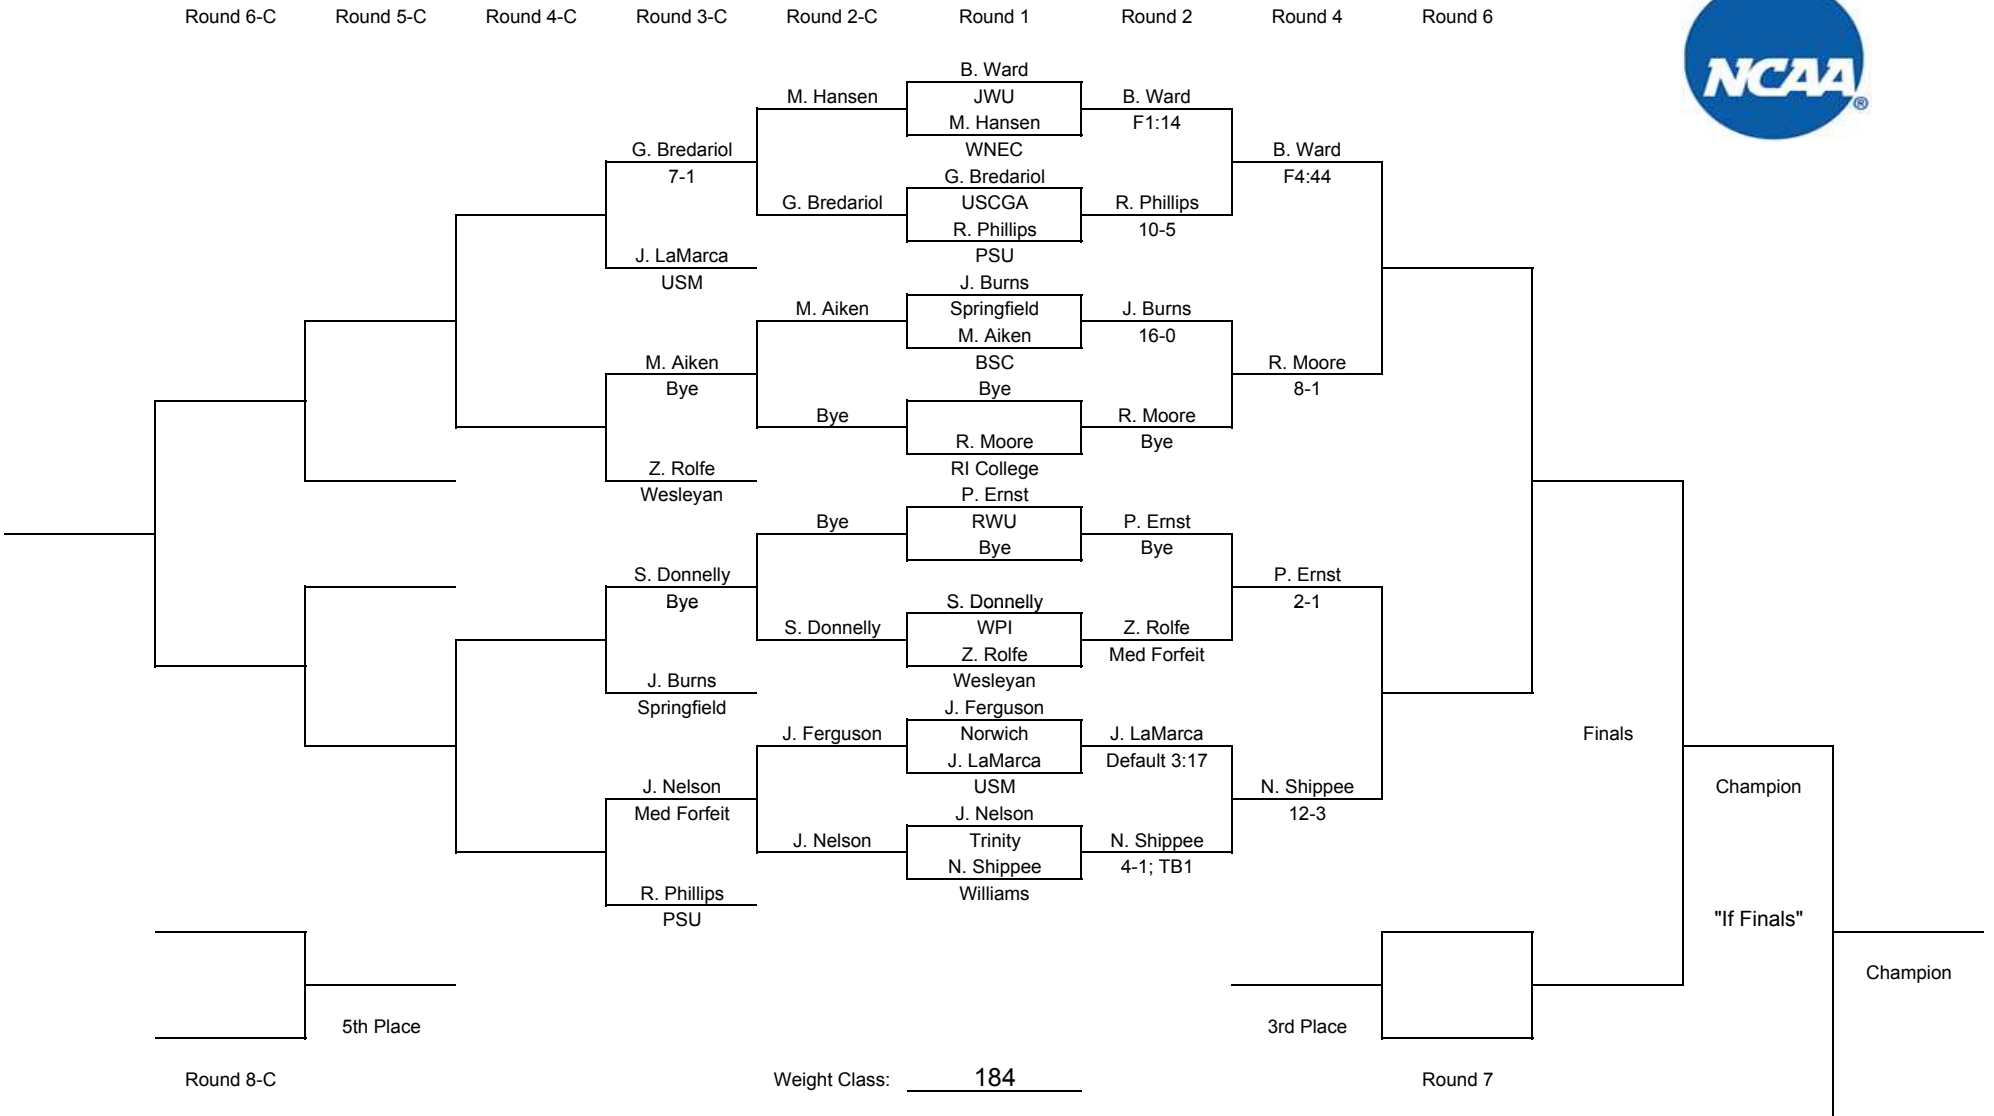 Round 6-C Round 5-C Round 4-C Round 3-C Round 2-C Round 1 Round 2 Round 4 Round 6
NCAA®
B. Ward
M. Hansen JWU B. Ward
M. Hansen F1:14
G. Bredariol WNEC B. Ward
7-1 G. Bredariol F4:44
G. Bredariol USCGA R. Phillips
R. Phillips 10-5
J. LaMarca PSU
USM J. Burns
M. Aiken Springfield J. Burns
M. Aiken 16-0
M. Aiken BSC R. Moore
Bye Bye 8-1
Bye R. Moore
R. Moore Bye
Z. Rolfe RI College
Wesleyan P. Ernst
Bye RWU P. Ernst
Bye Bye
S. Donnelly P. Ernst
Bye S. Donnelly 2-1
S. Donnelly WPI Z. Rolfe
Z. Rolfe Med Forfeit
J. Burns Wesleyan
Springfield J. Ferguson
J. Ferguson Norwich J. LaMarca Finals
J. LaMarca Default 3:17
J. Nelson USM N. Shippee Champion
Med Forfeit J. Nelson 12-3
J. Nelson Trinity N. Shippee
N. Shippee 4-1; TB1
R. Phillips Williams
PSU "If Finals"
Champion
5th Place 3rd Place
Round 8-C Weight Class: 184 Round 7